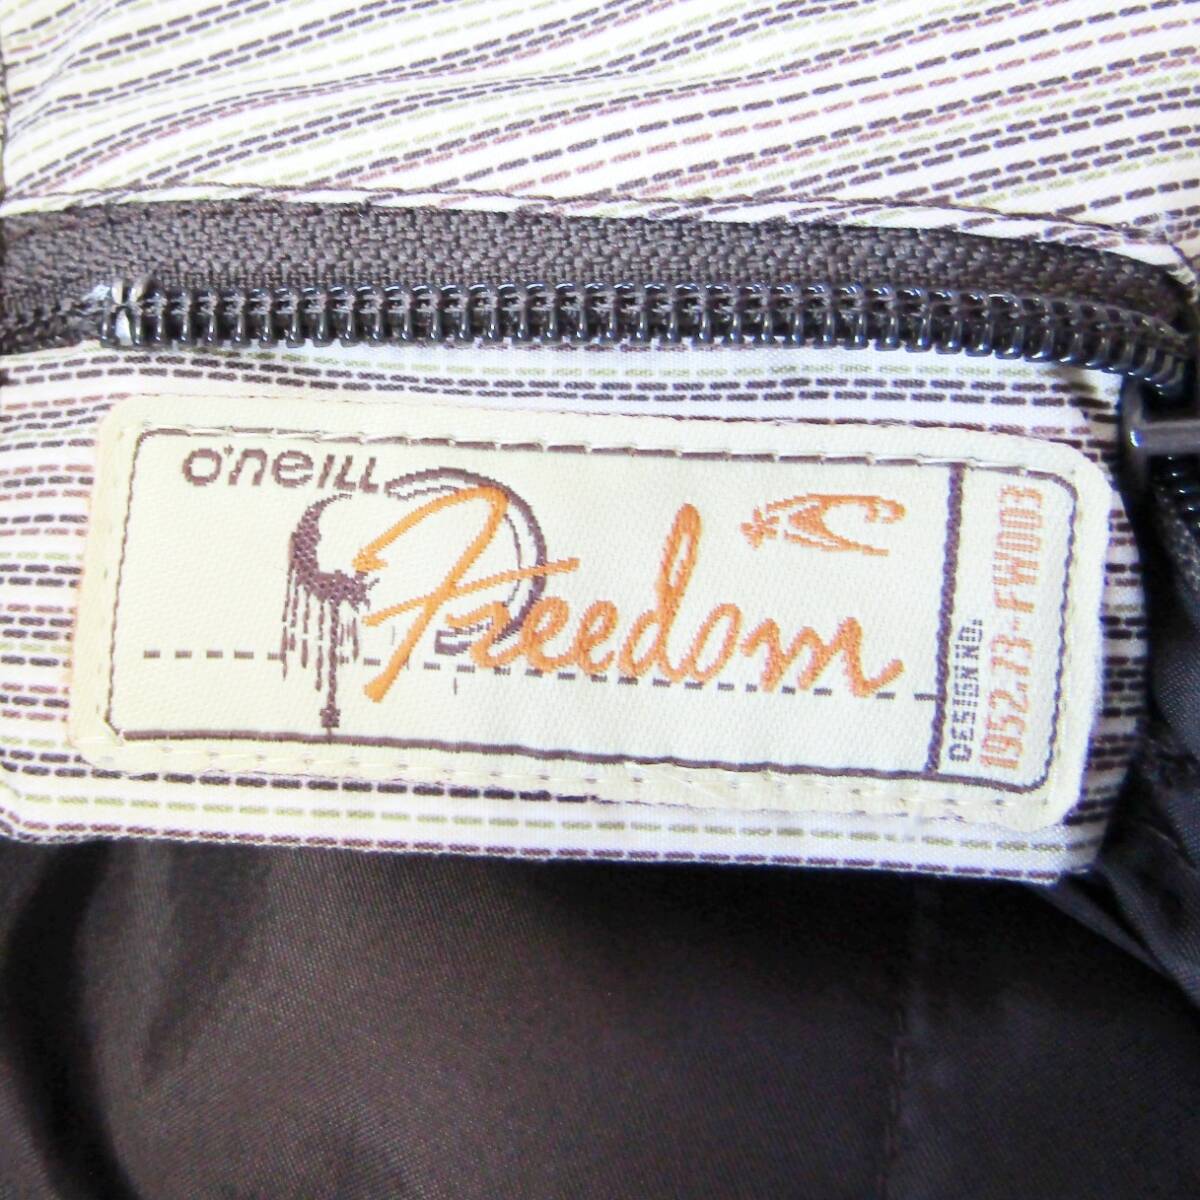 O'NEILL
Freedom
DESIGN NO:
1952.73-FW003